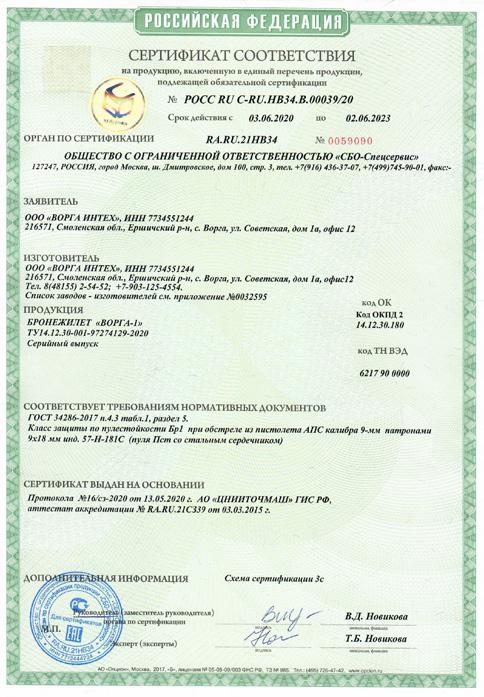 РОССИЙСКАЯ ФЕДЕРАЦИЯ
СЕРТИФИКАТ СООТВЕТСТВИЯ
на продукцию, включенную в единый перечень продукции,
подлежащей обязательной сертификации
№ РОСС RU С-RU.НВ34.В.00039/20
Срок действия с 03.06.2020 по 02.06.2023
ОРГАН ПО СЕРТИФИКАЦИИ RA.RU.21НВ34 № 0059090
ОБЩЕСТВО С ОГРАНИЧЕННОЙ ОТВЕТСТВЕННОСТЬЮ «СБО-Спецсервис»
127247, РОССИЯ, город Москва, ш. Дмитровское, дом 100, стр. 3, тел. +7(916) 436-37-07, +7(499)745-90-01, факс:-
ЗАЯВИТЕЛЬ
ООО «ВОРГА ИНТЕХ», ИНН 7734551244
216571, Смоленская обл., Ершичский р-н, с. Ворга, ул. Советская, дом 1а, офис 12
ИЗГОТОВИТЕЛЬ
ООО «ВОРГА ИНТЕХ», ИНН 7734551244
216571, Смоленская обл., Ершичский р-н, с. Ворга, ул. Советская, дом 1а, офис12
Тел. 8(48155) 2-54-52; +7-903-125-4554.
Список заводов - изготовителей см. приложение №0032595
код ОК
ПРОДУКЦИЯ
Код ОКПД 2
БРОНЕЖИЛЕТ «ВОРГА-1»
14.12.30.180
ТУ14.12.30-001-97274129-2020
Серийный выпуск
код ТН ВЭД
6217 90 0000
СООТВЕТСТВУЕТ ТРЕБОВАНИЯМ НОРМАТИВНЫХ ДОКУМЕНТОВ
ГОСТ 34286-2017 п.4.3 табл.1, раздел 5.
Класс защиты по пулестойкости Бр1 при обстреле из пистолета АПС калибра 9-мм патронами
9х18 мм инд. 57-Н-181С (пуля Пст со стальным сердечником)
СЕРТИФИКАТ ВЫДАН НА ОСНОВАНИИ
Протокола №16/сз-2020 от 13.05.2020 г. АО «ЦНИИТОЧМАШ» ГИС РФ,
аттестат аккредитации № RA.RU.21СЗ39 от 03.03.2015 г.
ДОПОЛНИТЕЛЬНАЯ ИНФОРМАЦИЯ Схема сертификации 3с
Руководитель (заместитель руководителя)
органа по сертификации
В.Д. Новикова
подпись
инициалы, фамилия
М.П.
Эксперт (эксперты)
Т.Б. Новикова
подпись
инициалы, фамилия
RA.RU.21НВ34
АО «Опцион», Москва, 2017, «Б», лицензия № 05-05-09/003 ФНС РФ, ТЗ № 865. Тел.: (495) 726-47-42, www.opcion.ru